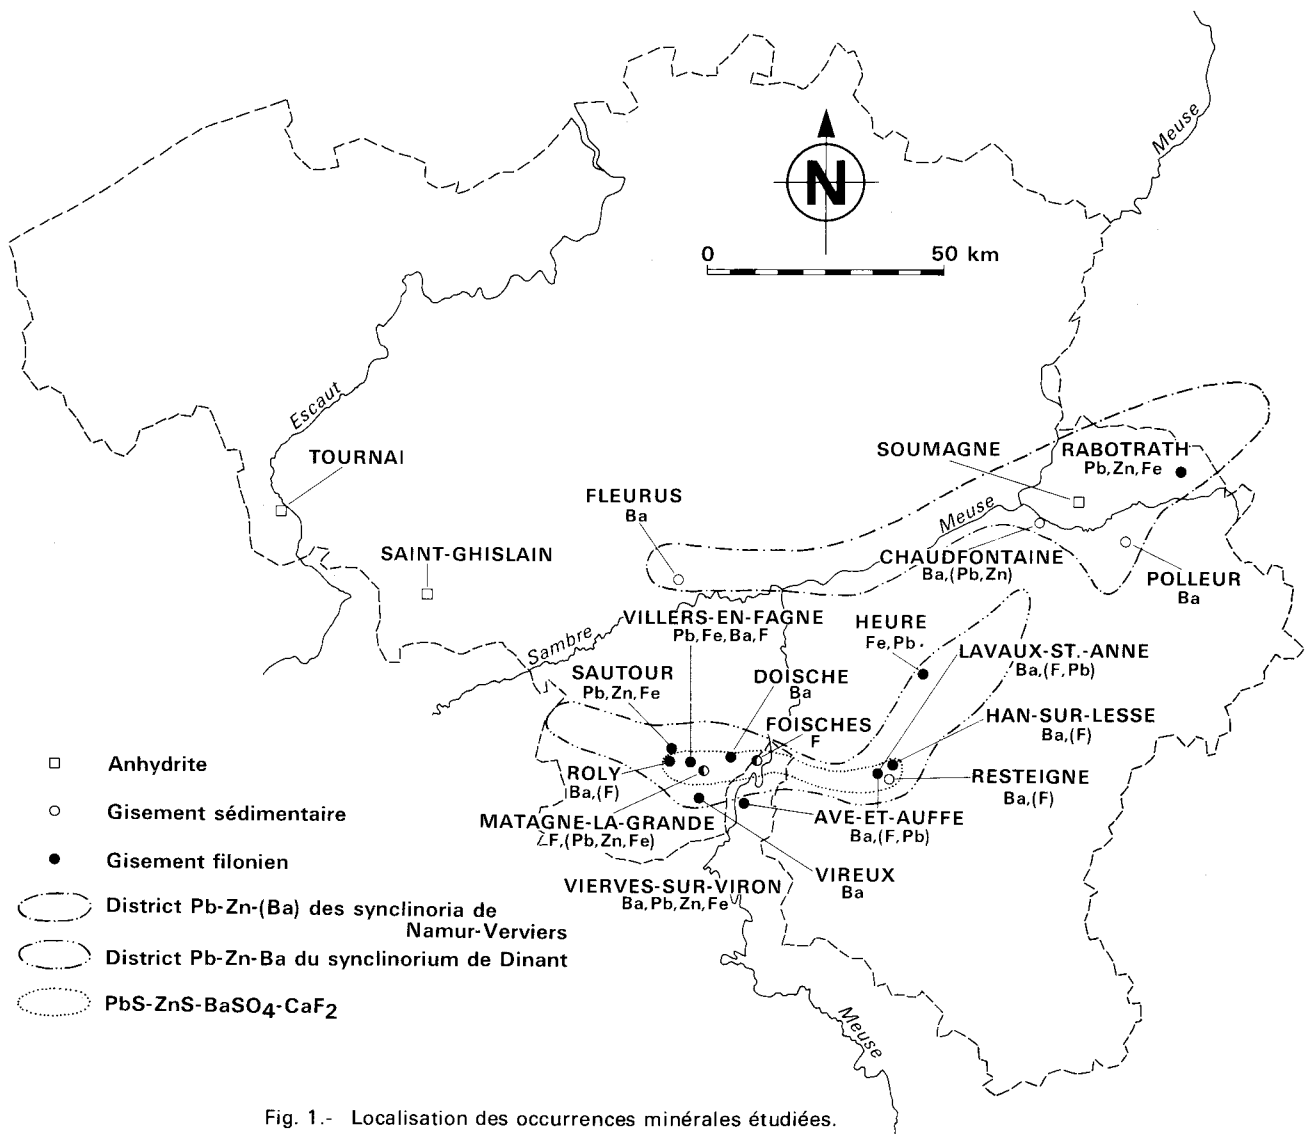 Meuse
N
0 50 km
Escaut
TOURNAI
SOUMAGNE
RABOTRATH
Pb,Zn,Fe
FLEURUS
Ba
Meuse
SAINT-GHISLAIN
CHAUDFONTAINE
Ba,(Pb,Zn)
POLLEUR
Ba
VILLERS-EN-FAGNE
Pb,Fe,Ba,F
HEURE
Fe,Pb
Sambre
LAVAUX-ST.-ANNE
Ba,(F,Pb)
SAUTOUR
Pb,Zn,Fe
DOISCHE
Ba
FOISCHES
F
HAN-SUR-LESSE
Ba,(F)
ROLY
Ba,(F)
RESTEIGNE
Ba,(F)
MATAGNE-LA-GRANDE
F,(Pb,Zn,Fe)
AVE-ET-AUFFE
Ba,(F,Pb)
VIREUX
Ba
VIERVES-SUR-VIRON
Ba,Pb,Zn,Fe
Meuse
Anhydrite
Gisement sédimentaire
Gisement filonien
District Pb-Zn-(Ba) des synclinoria de
Namur-Verviers
District Pb-Zn-Ba du synclinorium de Dinant
PbS-ZnS-BaSO4-CaF2
Fig. 1.- Localisation des occurrences minérales étudiées.